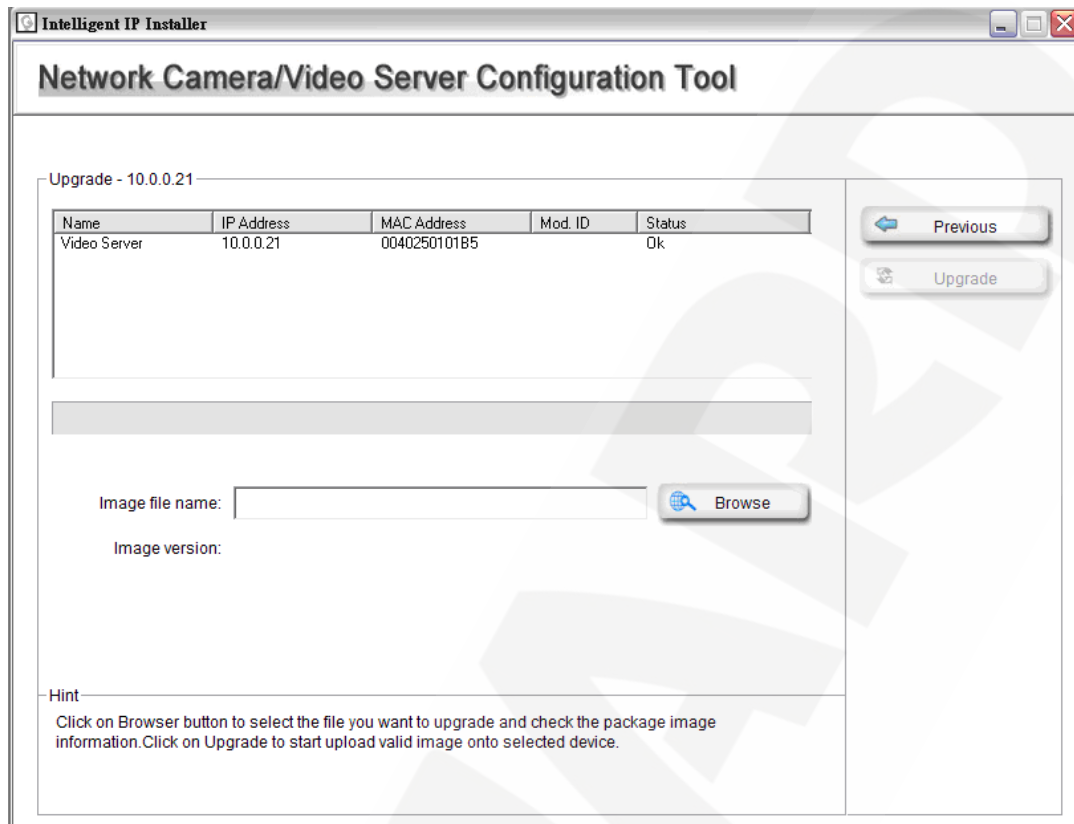 Intelligent IP Installer
Network Camera/Video Server Configuration Tool
Upgrade - 10.0.0.21
Name IP Address MAC Address Mod. ID Status
Video Server 10.0.0.21 0040250101B5 Ok
Previous
Upgrade
Image file name: Browse
Image version:
Hint
Click on Browser button to select the file you want to upgrade and check the package image
information.Click on Upgrade to start upload valid image onto selected device.